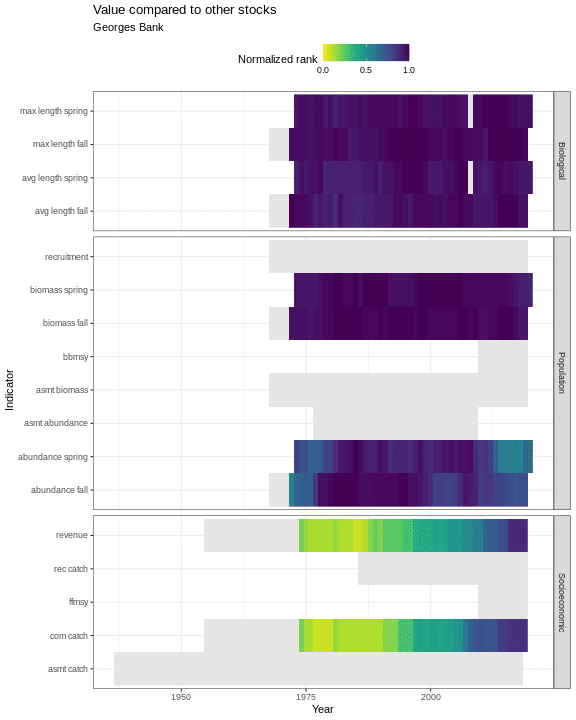 Value compared to other stocks
Georges Bank
Normalized rank
0.0 0.5 1.0
max length spring
max length fall
avg length spring
avg length fall
Biological
recruitment
biomass spring
biomass fall
bbmsy
asmt biomass
asmt abundance
abundance spring
abundance fall
Population
revenue
rec catch
ffmsy
com catch
asmt catch
Socioeconomic
Indicator
1950 1975 2000
Year